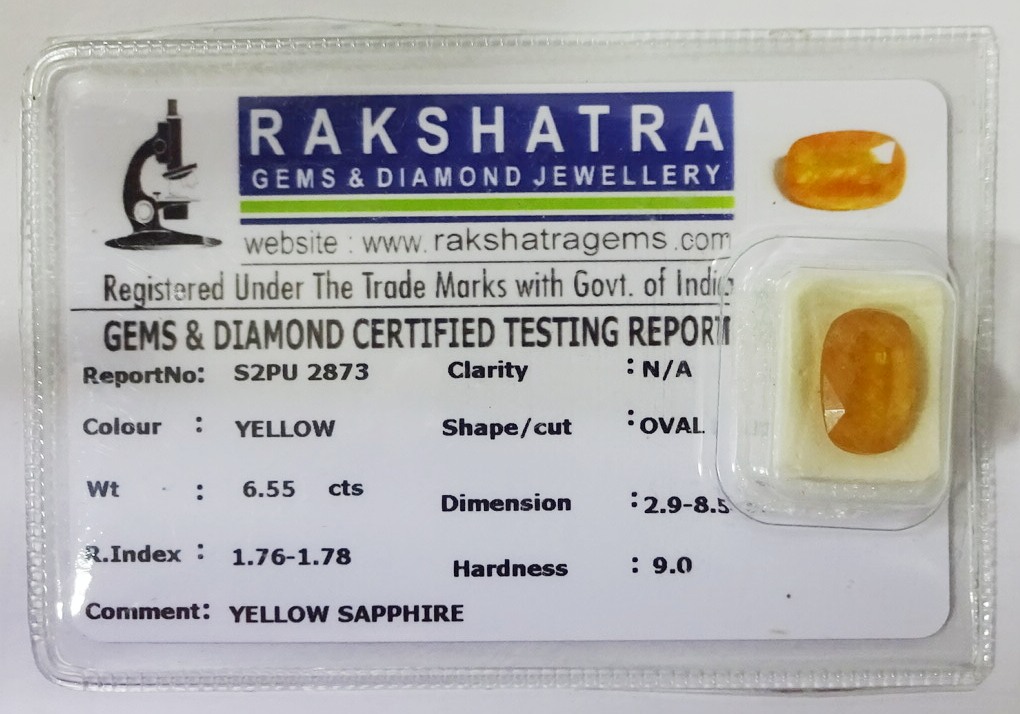 RAKSHATRA
GEMS & DIAMOND JEWELLERY
website : www.rakshatragems.com
Registered Under The Trade Marks with Govt. of India
GEMS & DIAMOND CERTIFIED TESTING REPORT
ReportNo: S2PU 2873 Clarity : N/A
Colour : YELLOW Shape/cut : OVAL
Wt : 6.55 cts Dimension : 2.9-8.5
R.Index : 1.76-1.78 Hardness : 9.0
Comment: YELLOW SAPPHIRE